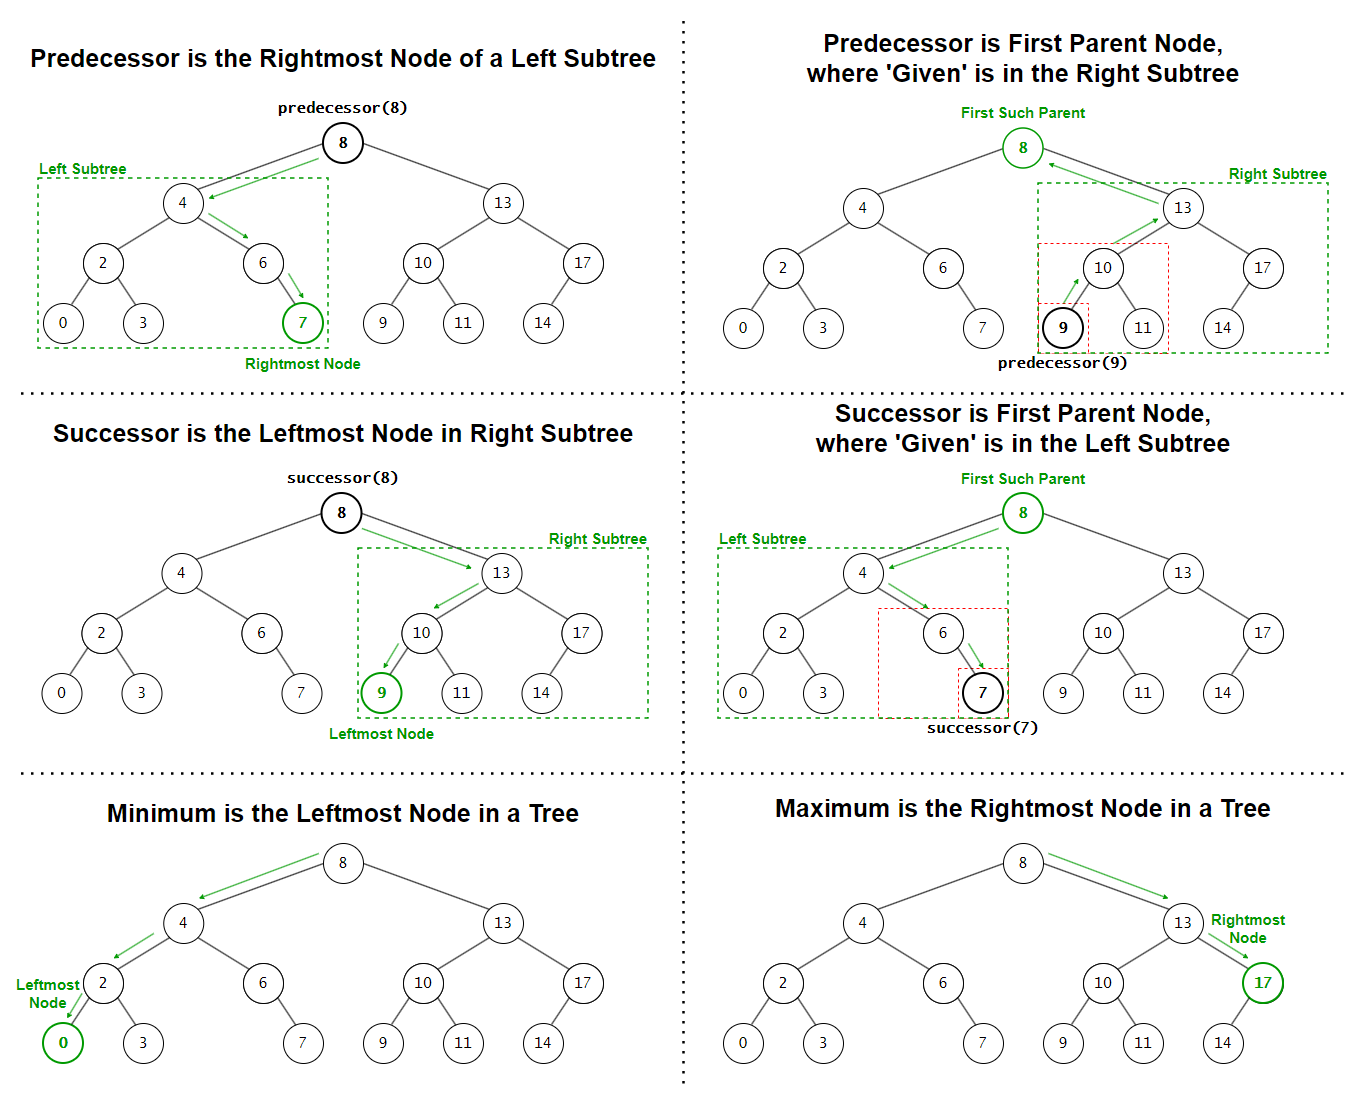 Predecessor is the Rightmost Node of a Left Subtree
predecessor(8)
8
Left Subtree
4 13
2 6 10 17
0 3 7 9 11 14
Rightmost Node
Predecessor is First Parent Node,
where 'Given' is in the Right Subtree
First Such Parent
8
Right Subtree
4 13
2 6 10 17
0 3 7 9 11 14
predecessor(9)
Successor is the Leftmost Node in Right Subtree
successor(8)
8
Right Subtree
4 13
2 6 10 17
0 3 7 9 11 14
Leftmost Node
Successor is First Parent Node,
where 'Given' is in the Left Subtree
First Such Parent
8
Left Subtree
4 13
2 6 10 17
0 3 7 9 11 14
successor(7)
Minimum is the Leftmost Node in a Tree
8
4 13
2 6 10 17
Leftmost
Node
0 3 7 9 11 14
Maximum is the Rightmost Node in a Tree
8
4 13
Rightmost
Node
2 6 10 17
0 3 7 9 11 14